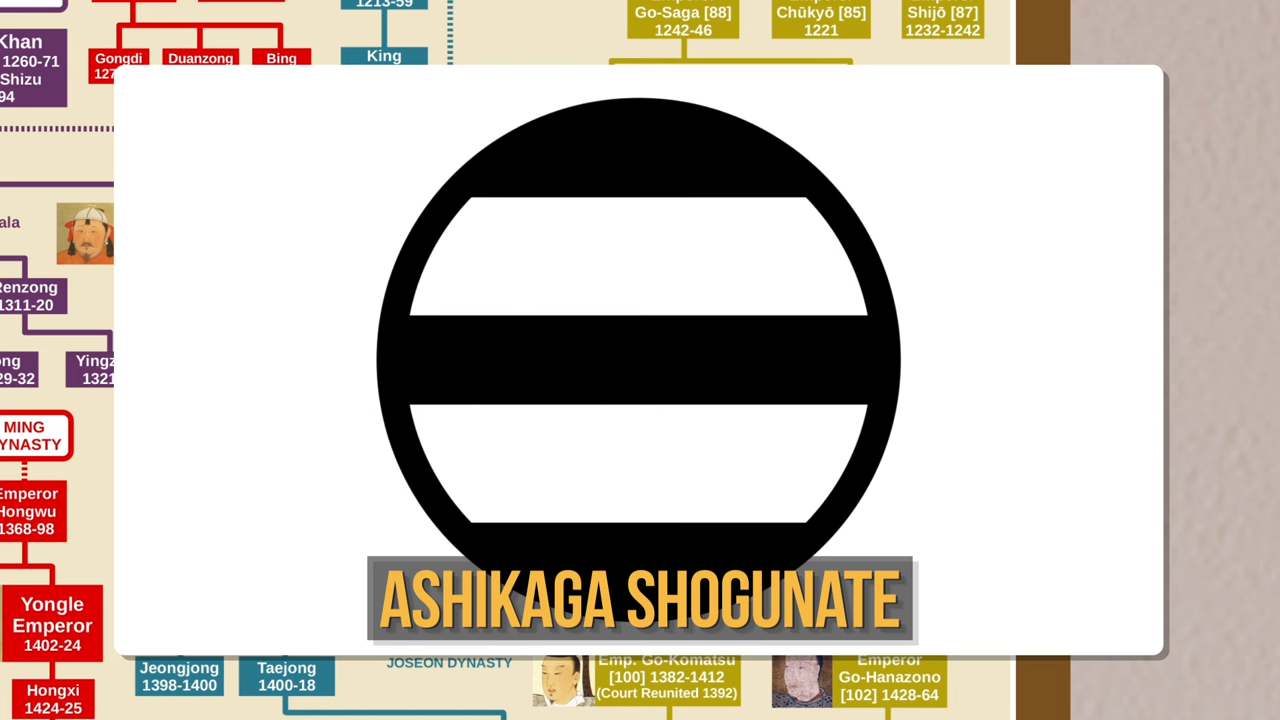 1213-59
Go-Saga [88]
1242-46
Chūkyō [85]
1221
Shijō [87]
1232-1242
Khan
1260-71
Shizu
94
Gongdi
127
Duanzong
Bing
King
ala
Renzong
1311-20
ong
29-32
Yingz
1321
MING
DYNASTY
Emperor
Hongwu
1368-98
Yongle
Emperor
1402-24
Hongxi
1424-25
ASHIKAGA SHOGUNATE
Jeongjong
1398-1400
Taejong
1400-18
JOSEON DYNASTY
Emp. Go-Komatsu
[100] 1382-1412
(Court Reunited 1392)
Emperor
Go-Hanazono
[102] 1428-64